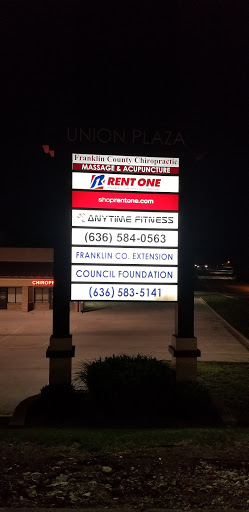 UNION PLAZA
Franklin County Chiropractic
MASSAGE & ACUPUNCTURE
RENT ONE
shoprentone.com
ANYTIME FITNESS
(636) 584-0563
FRANKLIN CO. EXTENSION
COUNCIL FOUNDATION
(636) 583-5141